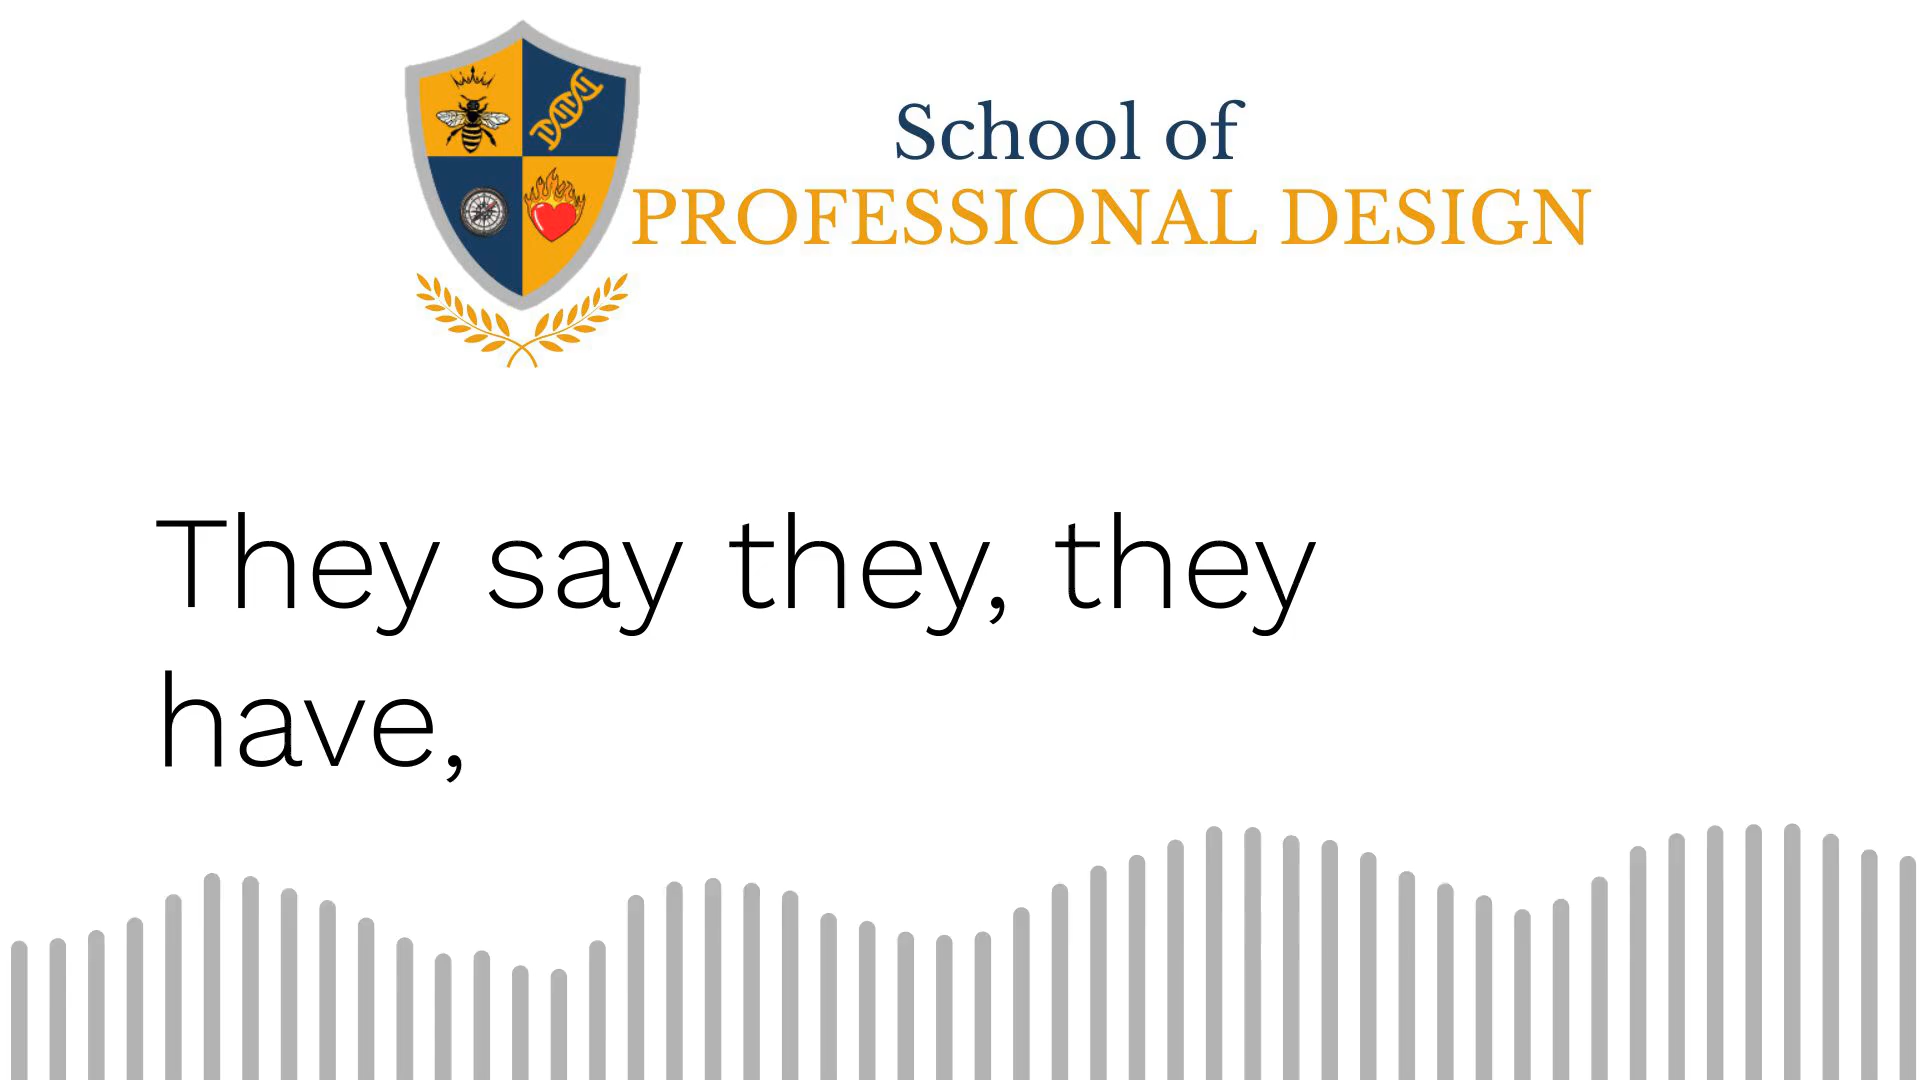 School of
PROFESSIONAL DESIGN
They say they, they
have,